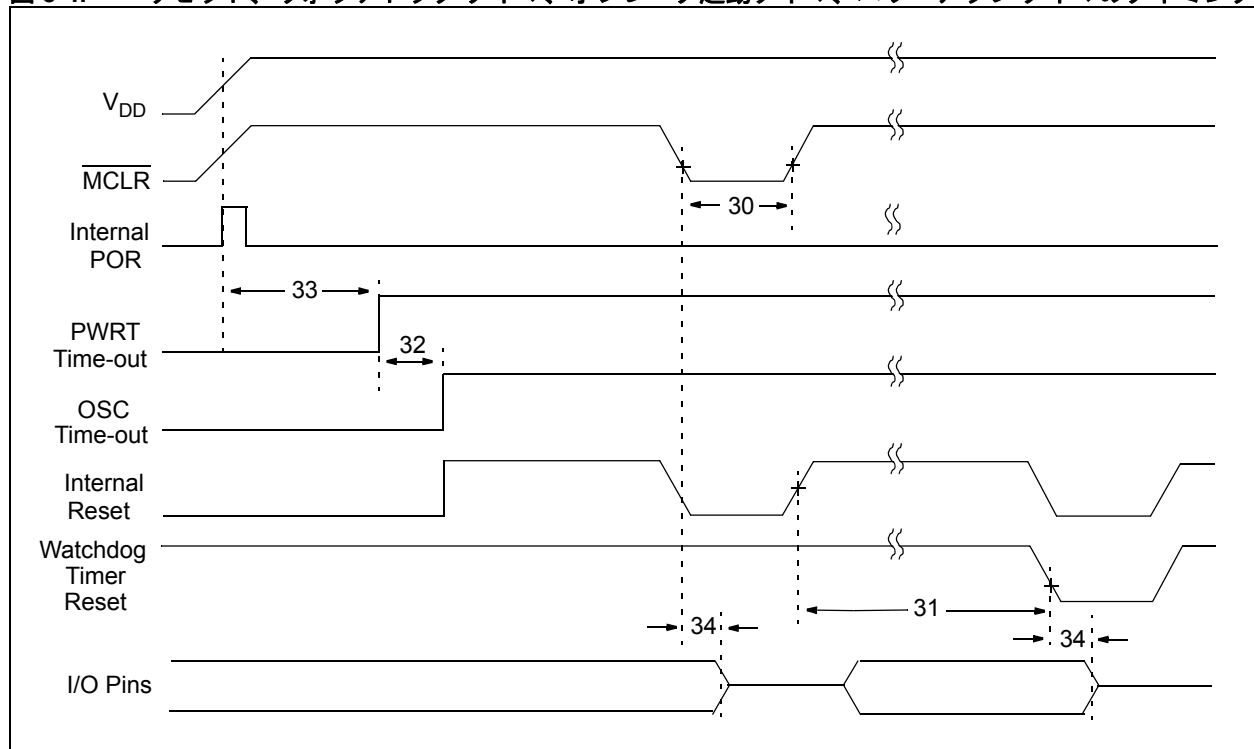 VDD
MCLR
30
Internal
POR
33
PWRT
Time-out
32
OSC
Time-out
Internal
Reset
Watchdog
Timer
Reset
31
34
34
I/O Pins